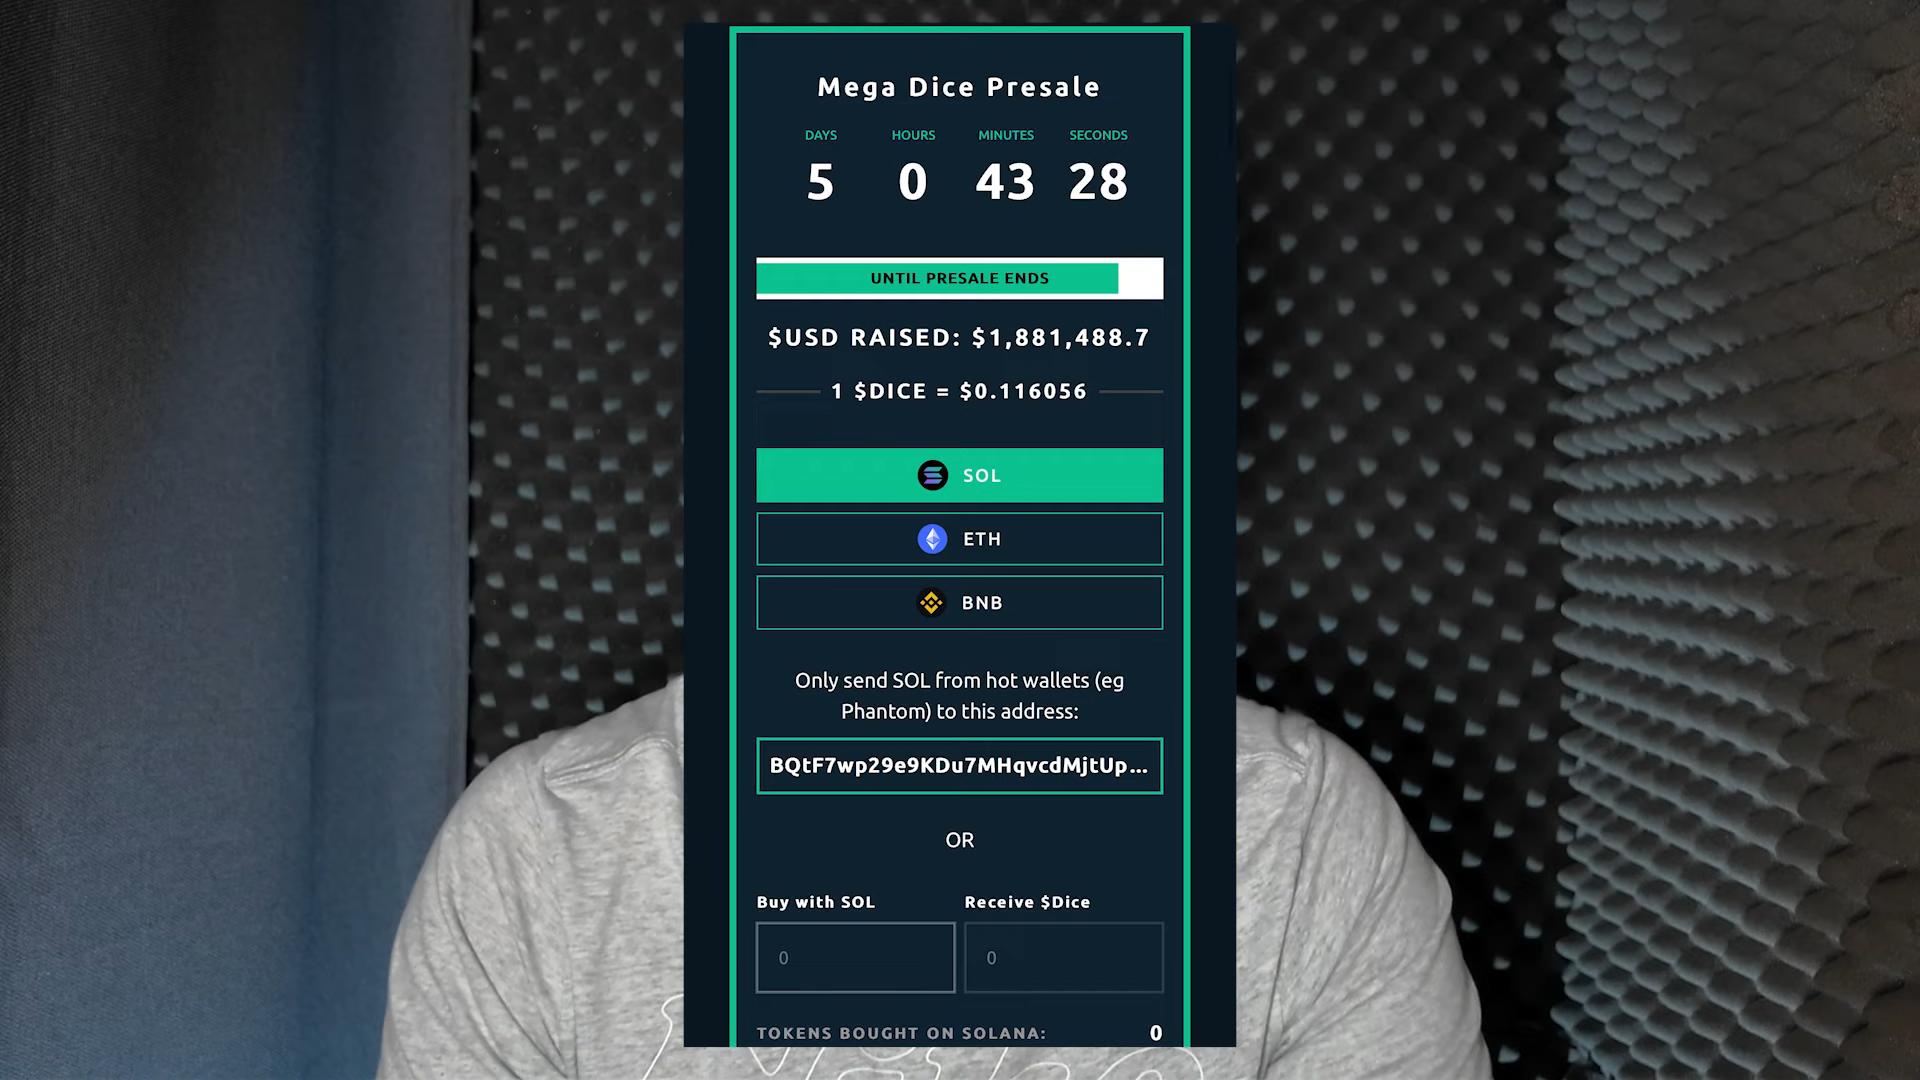 Mega Dice Presale
DAYS HOURS MINUTES SECONDS
5 0 43 28
UNTIL PRESALE ENDS
$USD RAISED: $1,881,488.7
1 $DICE = $0.116056
SOL
ETH
BNB
Only send SOL from hot wallets (eg
Phantom) to this address:
BQtF7wp29e9KDu7MHqvcdMjtUp...
OR
Buy with SOL Receive $Dice
0 0
TOKENS BOUGHT ON SOLANA: 0